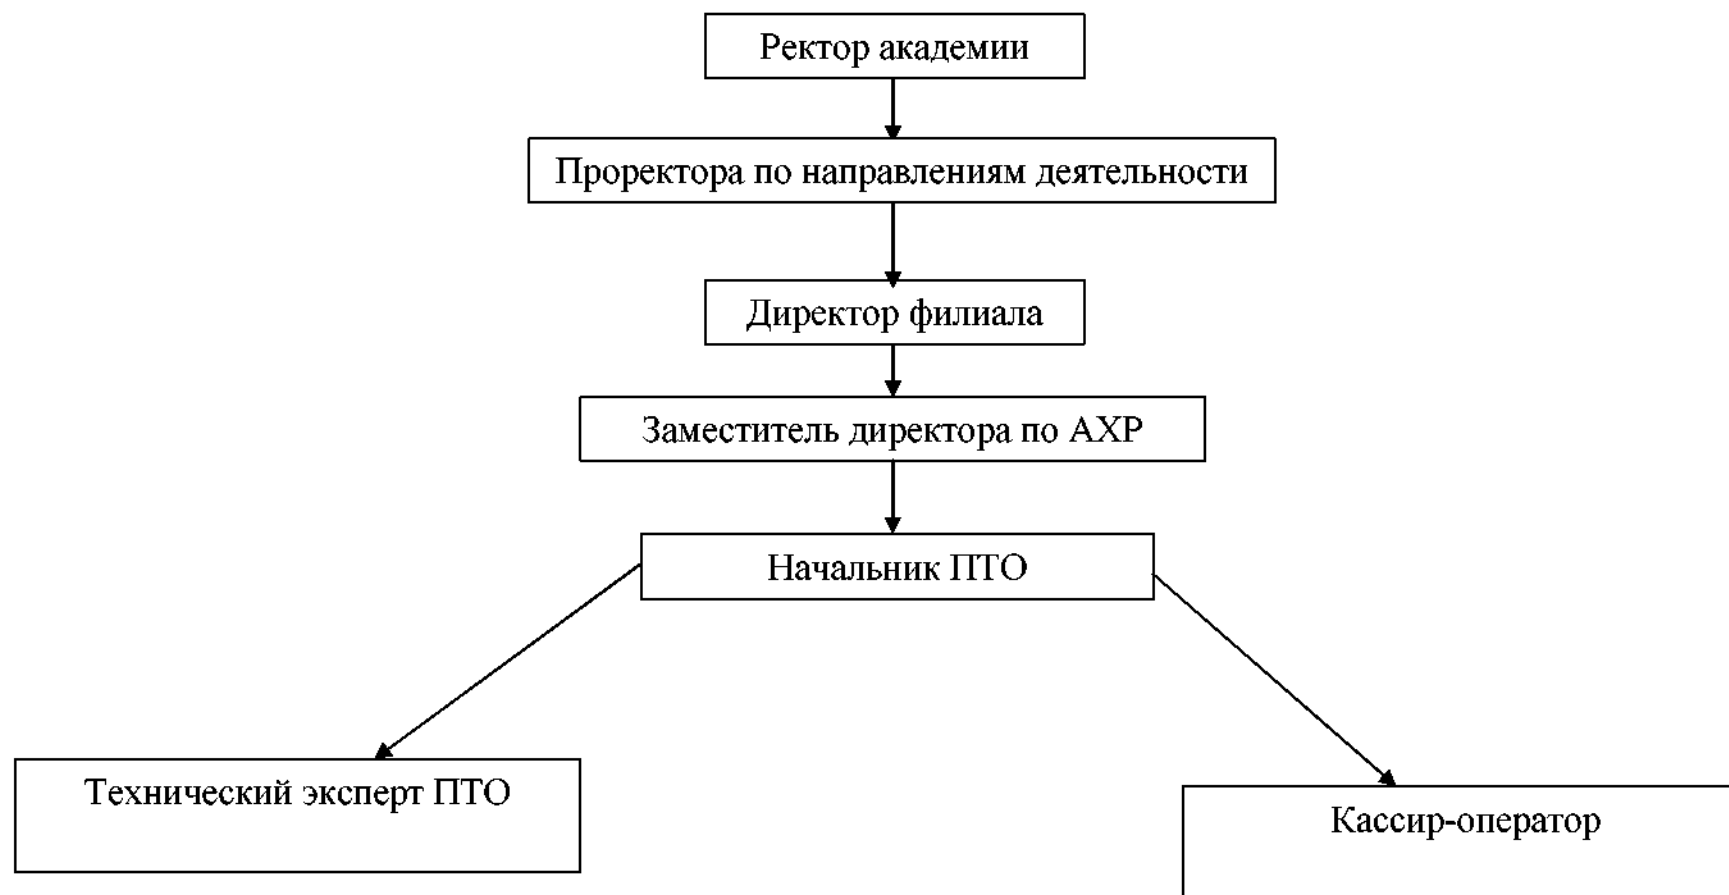 Ректор академии
Проректора по направлениям деятельности
Директор филиала
Заместитель директора по АХР
Начальник ПТО
Технический эксперт ПТО
Кассир-оператор